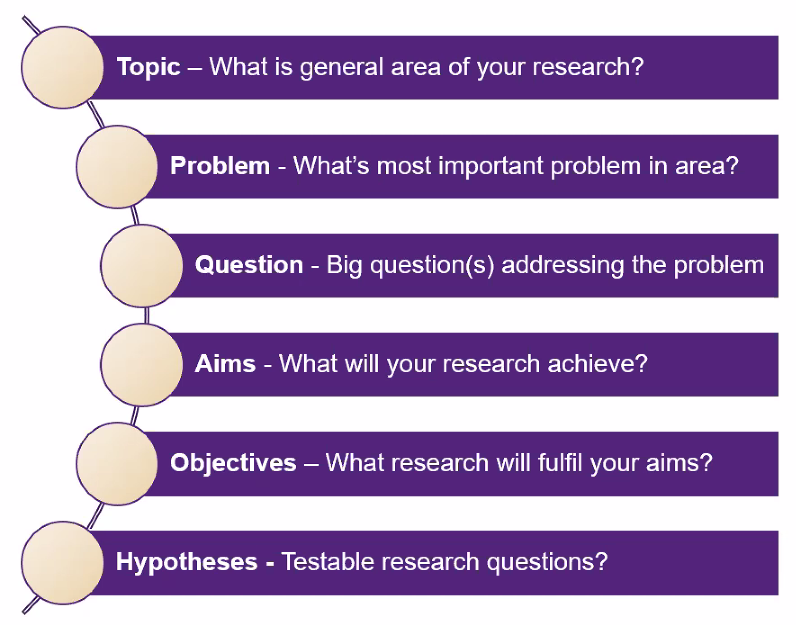 Topic – What is general area of your research?
Problem - What’s most important problem in area?
Question - Big question(s) addressing the problem
Aims - What will your research achieve?
Objectives – What research will fulfil your aims?
Hypotheses - Testable research questions?